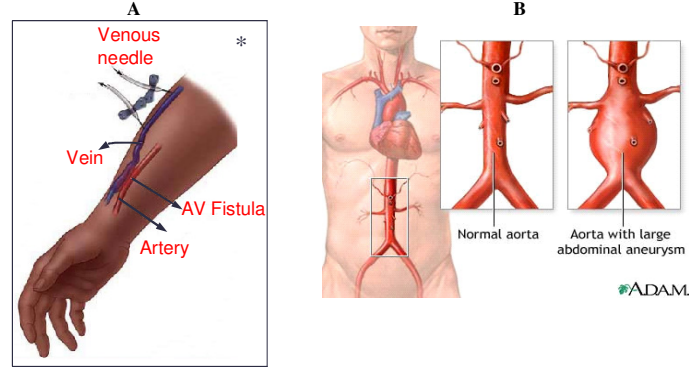 A
B
Venous
needle
*
Vein
AV Fistula
Artery
Normal aorta
Aorta with large
abdominal aneurysm
A.D.A.M.